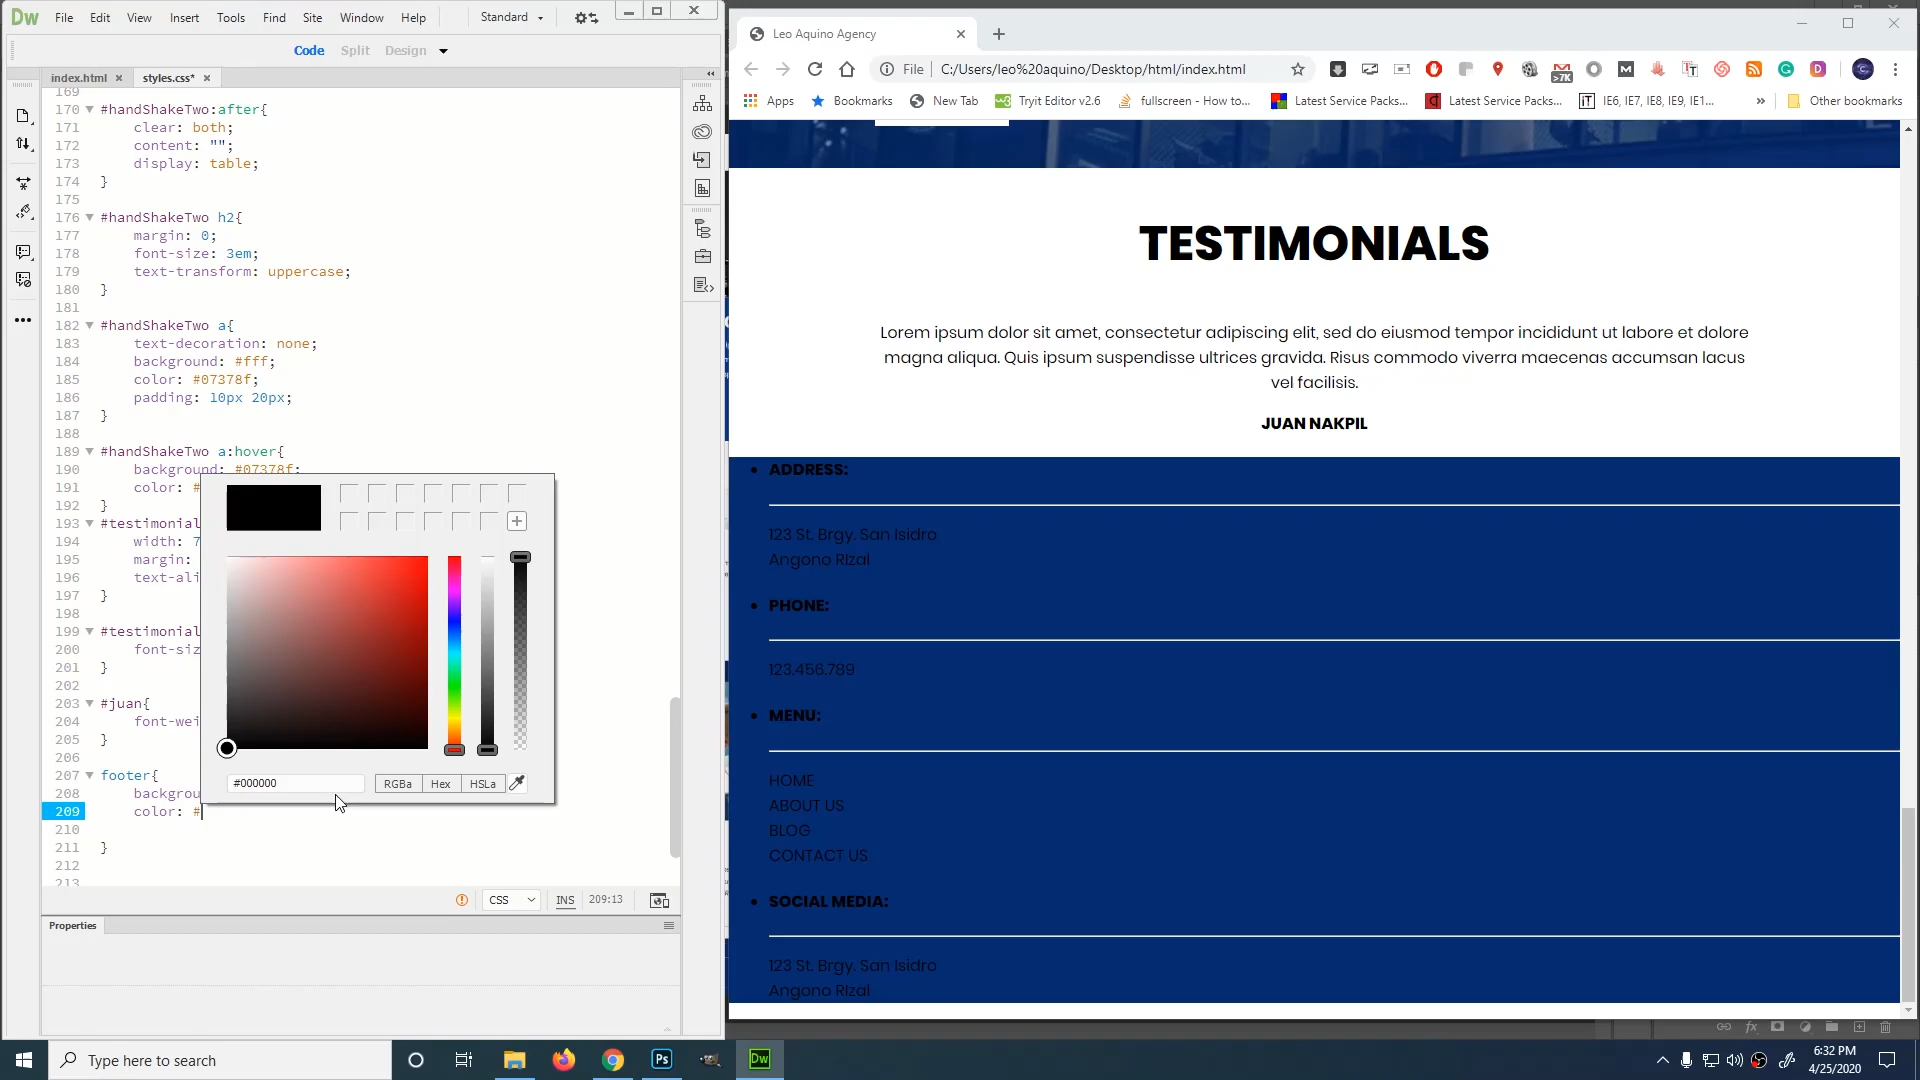 Dw File Edit View Insert Tools Find Site Window Help Standard
Code Split Design
index.html styles.css*
169
170 #handShakeTwo:after{
171 clear: both;
172 content: "";
173 display: table;
174 }
175
176 #handShakeTwo h2{
177 margin: 0;
178 font-size: 3em;
179 text-transform: uppercase;
180 }
181
182 #handShakeTwo a{
183 text-decoration: none;
184 background: #fff;
185 color: #07378f;
186 padding: 10px 20px;
187 }
188
189 #handShakeTwo a:hover{
190 background: #07378f;
191 color: #
192 }
193 #testimonial
194 width: 7
195 margin:
196 text-ali
197 }
198
199 #testimonial
200 font-siz
201 }
202
203 #juan{
204 font-wei
205 }
206
207 footer{
208 backgrou
209 color: #
210
211 }
212
213
#000000 RGBa Hex HSLa
CSS INS 209:13
Properties
Leo Aquino Agency
File C:/Users/leo%20aquino/Desktop/html/index.html
>7K
Apps Bookmarks New Tab Tryit Editor v2.6 fullscreen - How to... Latest Service Packs... Latest Service Packs... IE6, IE7, IE8, IE9, IE1... » Other bookmarks
TESTIMONIALS
Lorem ipsum dolor sit amet, consectetur adipiscing elit, sed do eiusmod tempor incididunt ut labore et dolore
magna aliqua. Quis ipsum suspendisse ultrices gravida. Risus commodo viverra maecenas accumsan lacus
vel facilisis.
JUAN NAKPIL
ADDRESS:
123 St. Brgy. San Isidro
Angono RIzal
PHONE:
123.456.789
MENU:
HOME
ABOUT US
BLOG
CONTACT US
SOCIAL MEDIA:
123 St. Brgy. San Isidro
Angono RIzal
Type here to search
Ps Dw
6:32 PM
4/25/2020